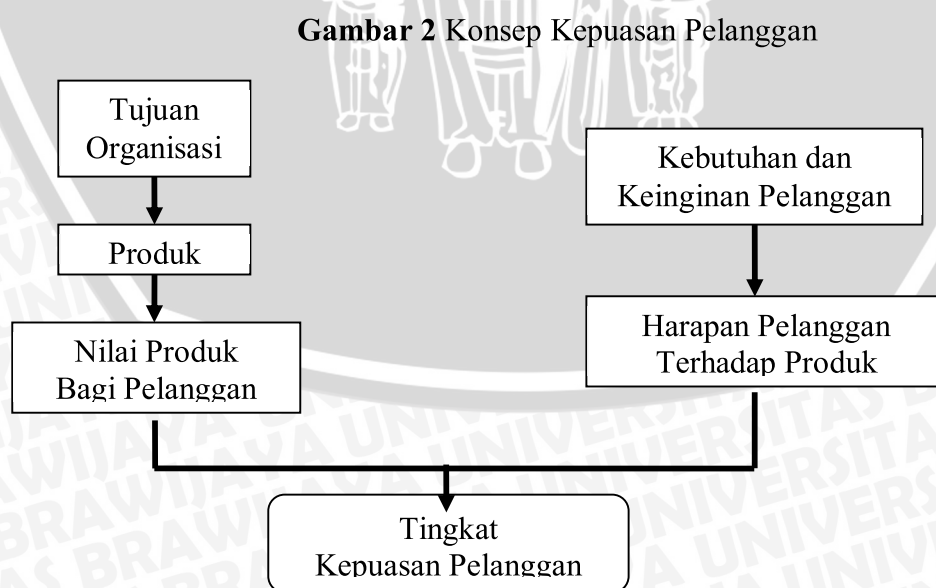 Gambar 2 Konsep Kepuasan Pelanggan
Tujuan
Organisasi
Produk
Nilai Produk
Bagi Pelanggan
Kebutuhan dan
Keinginan Pelanggan
Harapan Pelanggan
Terhadap Produk
Tingkat
Kepuasan Pelanggan